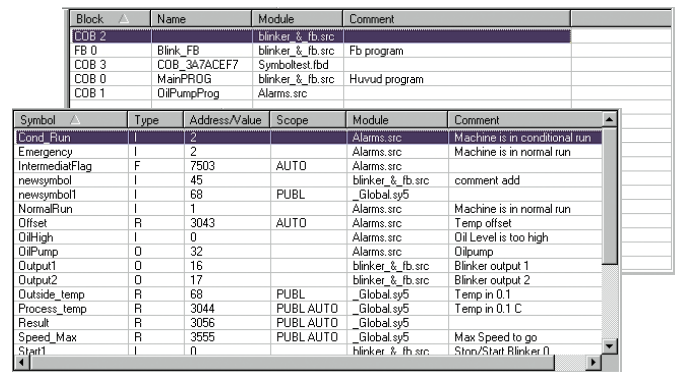 Block Name Module Comment
COB 2 blinker_&_fb.src
FB 0 Blink_FB blinker_&_fb.src Fb program
COB 3 COB_3A7ACEF7 Symboltest.fbd
COB 0 MainPROG blinker_&_fb.src Huvud program
COB 1 OilPumpProg Alarms.src
Symbol Type Address/Value Scope Module Comment
Cond_Run I 2 Alarms.src Machine is in conditional run
Emergency I 2 Alarms.src Machine is in normal run
IntermediatFlag F 7503 AUTO Alarms.src
newsymbol I 45 blinker_&_fb.src comment add
newsymbol1 I 68 PUBL _Global.sy5
NormalRun I 1 Alarms.src Machine is in normal run
Offset R 3043 AUTO Alarms.src Temp offset
OilHigh I 0 Alarms.src Oil Level is too high
OilPump O 32 Alarms.src Oilpump
Output1 O 16 blinker_&_fb.src Blinker output 1
Output2 O 17 blinker_&_fb.src Blinker output 2
Outside_temp R 68 PUBL _Global.sy5 Temp in 0.1
Process_temp R 3044 PUBL AUTO _Global.sy5 Temp in 0.1 C
Result R 3056 PUBL AUTO _Global.sy5
Speed_Max R 3555 PUBL AUTO _Global.sy5 Max Speed to go
Start1 I 0 blinker_&_fb.src Stop/Start Blinker 0